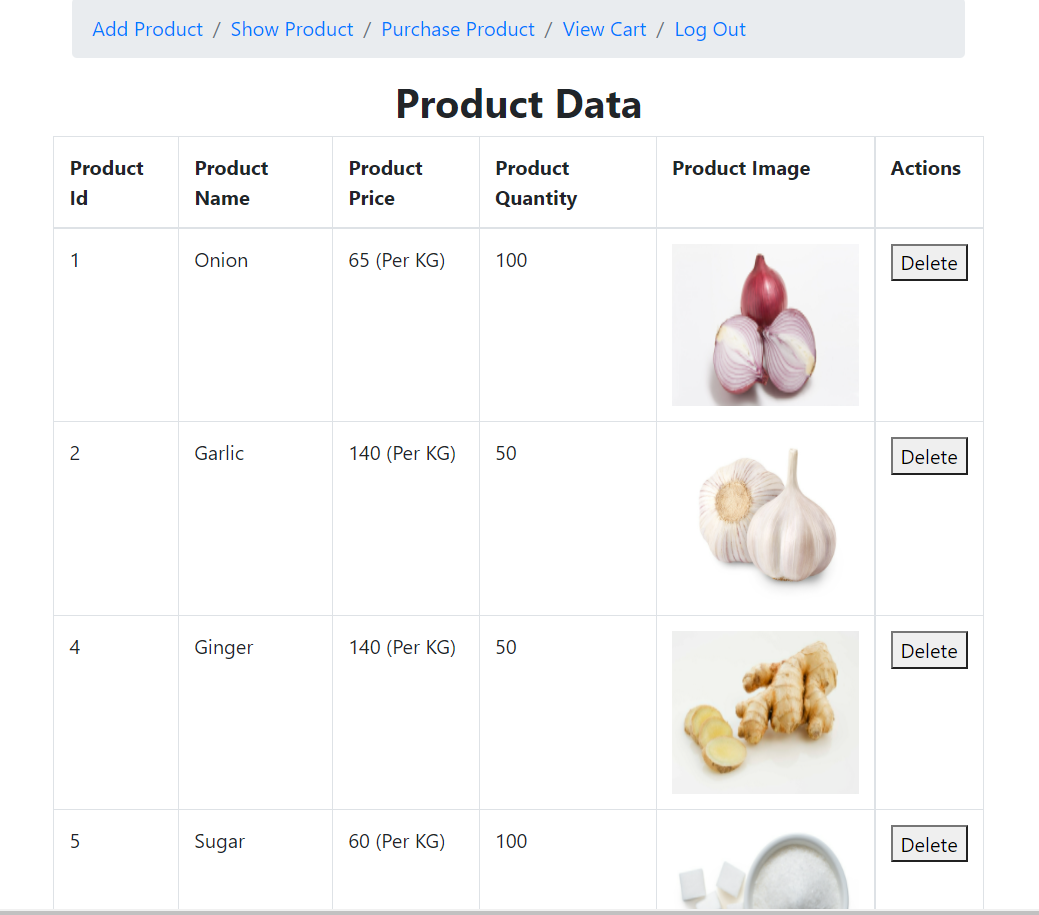 Add Product / Show Product / Purchase Product / View Cart / Log Out
Product Data
Product Id Product Name Product Price Product Quantity Product Image Actions
1 Onion 65 (Per KG) 100 Delete
2 Garlic 140 (Per KG) 50 Delete
4 Ginger 140 (Per KG) 50 Delete
5 Sugar 60 (Per KG) 100 Delete